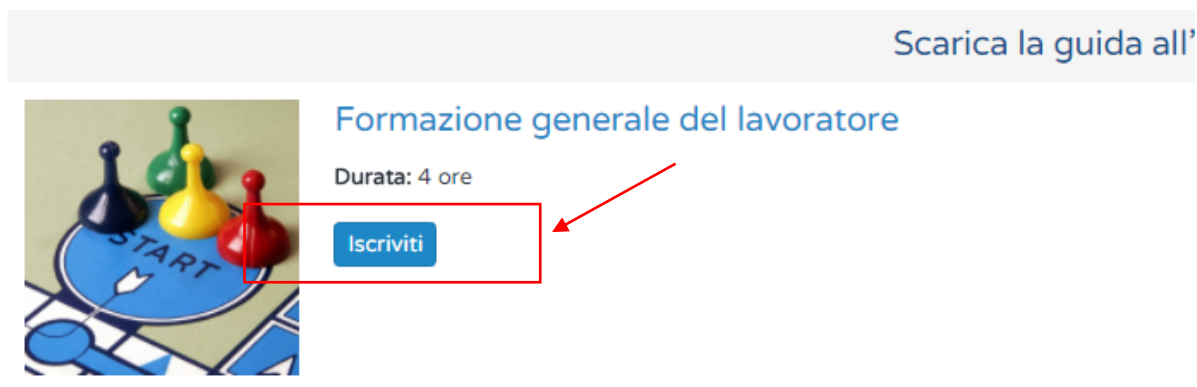 Scarica la guida all'
Formazione generale del lavoratore
Durata: 4 ore
Iscriviti
START